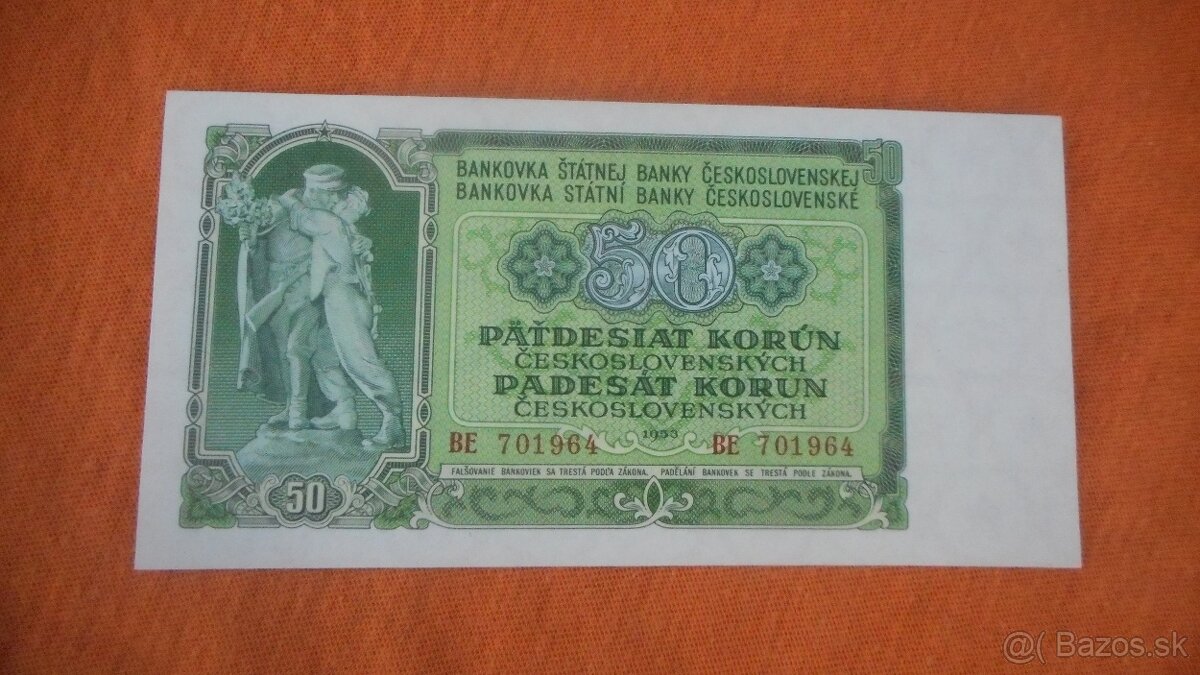 BANKOVKA ŠTÁTNEJ BANKY ČESKOSLOVENSKEJ
50
BANKOVKA STÁTNÍ BANKY ČESKOSLOVENSKÉ
50
PÄŤDESIAT KORÚN
ČESKOSLOVENSKÝCH
PADESÁT KORUN
ČESKOSLOVENSKÝCH
1953
BE 701964 BE 701964
FALŠOVANIE BANKOVIEK SA TRESTÁ PODĽA ZÁKONA. PADĚLÁNÍ BANKOVEK SE TRESTÁ PODLE ZÁKONA.
50
@( Bazos.sk